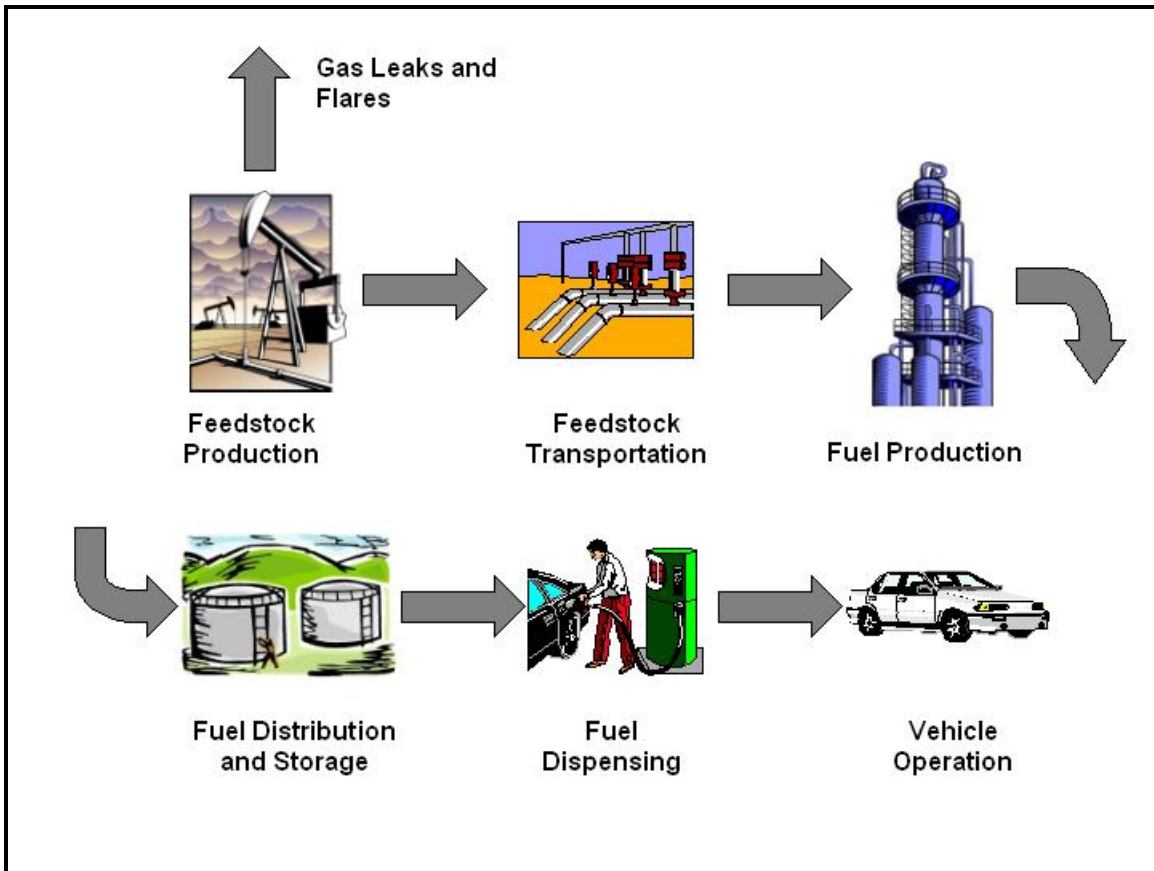 Gas Leaks and
Flares
Feedstock
Production
Feedstock
Transportation
Fuel Production
Fuel Distribution
and Storage
Fuel
Dispensing
Vehicle
Operation